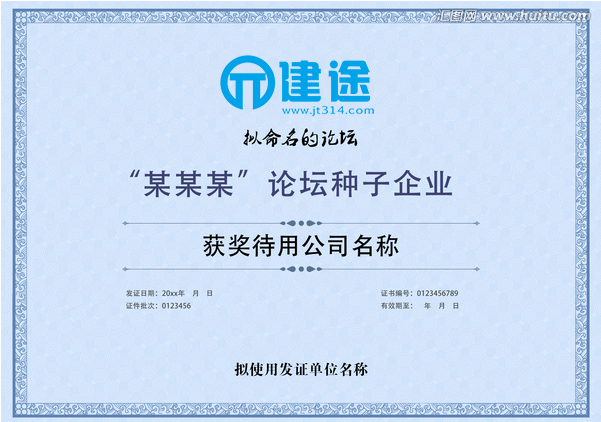 汇图网 www.huitu.com
建途
www.jt314.com
拟命名的论坛
“某某某”论坛种子企业
获奖待用公司名称
发证日期：20xx年 月 日
证书编号：0123456789
证件批次：0123456
有效期至： 年 月 日
拟使用发证单位名称